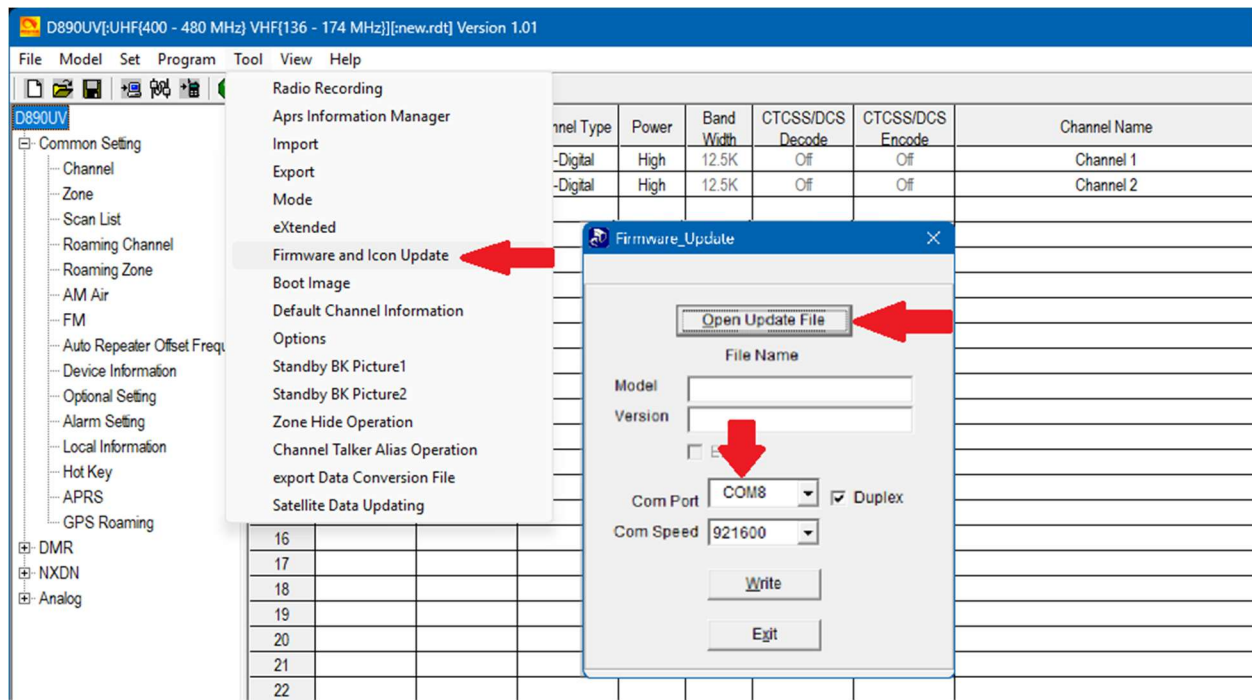 D890UV[:UHF{400 - 480 MHz} VHF{136 - 174 MHz}][:new.rdt] Version 1.01
File Model Set Program Tool View Help
D890UV
Common Setting
Channel
Zone
Scan List
Roaming Channel
Roaming Zone
AM Air
FM
Auto Repeater Offset Frequ
Device Information
Optional Setting
Alarm Setting
Local Information
Hot Key
APRS
GPS Roaming
DMR
NXDN
Analog
Radio Recording
Aprs Information Manager
Import
Export
Mode
eXtended
Firmware and Icon Update
Boot Image
Default Channel Information
Options
Standby BK Picture1
Standby BK Picture2
Zone Hide Operation
Channel Talker Alias Operation
export Data Conversion File
Satellite Data Updating
nnel Type Power Band Width CTCSS/DCS Decode CTCSS/DCS Encode Channel Name
-Digital High 12.5K Off Off Channel 1
-Digital High 12.5K Off Off Channel 2
16
17
18
19
20
21
22
Firmware_Update
Open Update File
File Name
Model
Version
Com Port COM8 Duplex
Com Speed 921600
Write
Exit